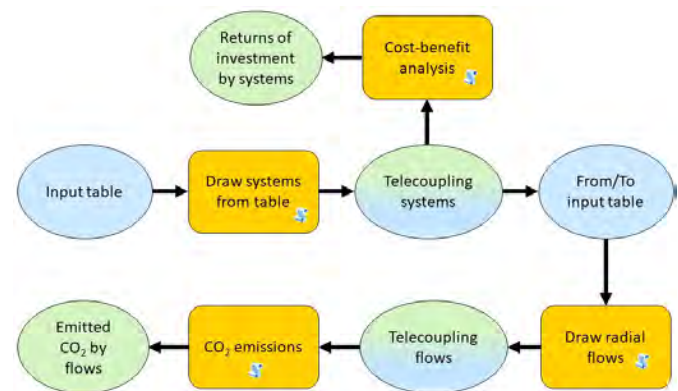 Returns of
investment
by systems
Cost-benefit
analysis
Input table
Draw systems
from table
Telecoupling
systems
From/To
input table
Emitted
CO₂ by
flows
CO₂ emissions
Telecoupling
flows
Draw radial
flows